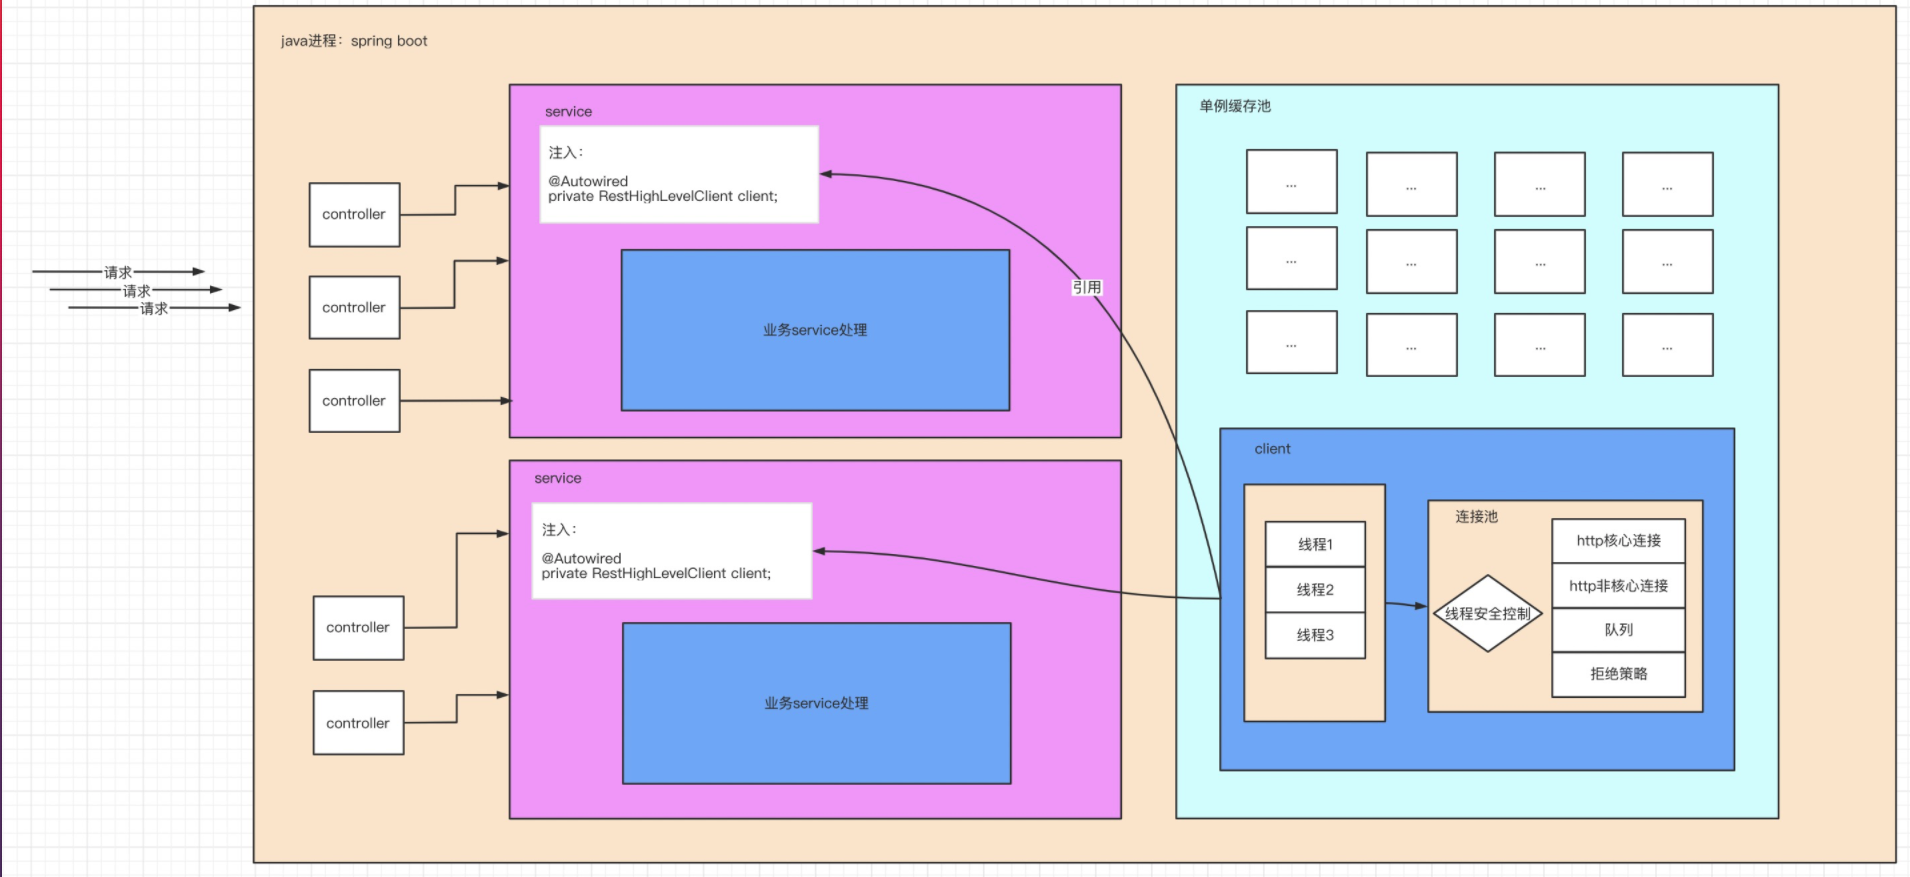 java进程：spring boot
请求
请求
请求
controller
controller
controller
controller
controller
service
注入：
@Autowired
private RestHighLevelClient client;
业务service处理
service
注入：
@Autowired
private RestHighLevelClient client;
业务service处理
引用
单例缓存池
...
...
...
...
...
...
...
...
...
...
...
...
client
线程1
线程2
线程3
连接池
线程安全控制
http核心连接
http非核心连接
队列
拒绝策略